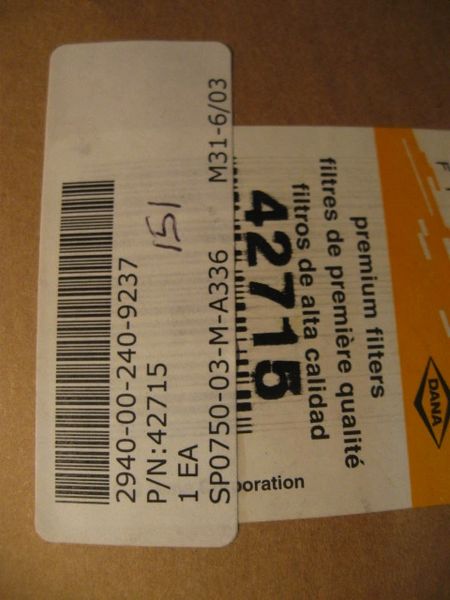 2940-00-240-9237
P/N:42715
151
1 EA
SP0750-03-M-A336 M31-6/03
premium filters
filtres de première qualité
filtros de alta calidad
42715
DANA
poration